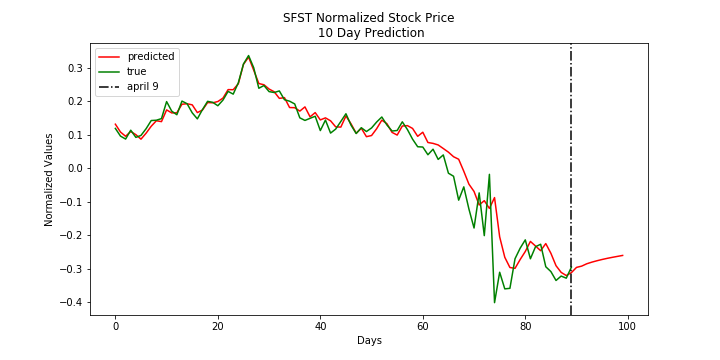 SFST Normalized Stock Price
10 Day Prediction
predicted
true
april 9
0.3
0.2
0.1
0.0
−0.1
−0.2
−0.3
−0.4
Normalized Values
0
20
40
60
80
100
Days